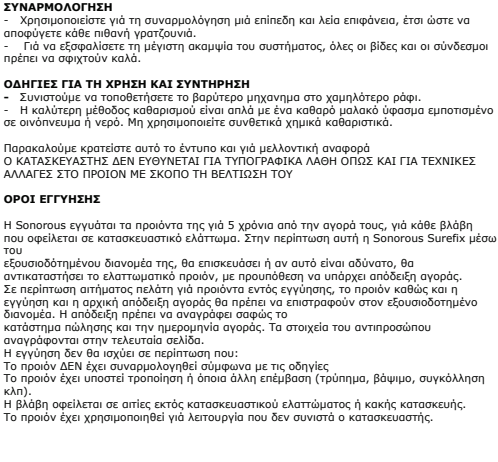 ΣΥΝΑΡΜΟΛΟΓΗΣΗ
- Χρησιμοποιείστε γιά τη συναρμολόγηση μιά επίπεδη και λεία επιφάνεια, έτσι ώστε να
αποφύγετε κάθε πιθανή γρατζουνιά.
- Γιά να εξσφαλίσετε τη μέγιστη ακαμψία του συστήματος, όλες οι βίδες και οι σύνδεσμοι
πρέπει να σφιχτούν καλά.
ΟΔΗΓΙΕΣ ΓΙΑ ΤΗ ΧΡΗΣΗ ΚΑΙ ΣΥΝΤΗΡΗΣΗ
- Συνιστούμε να τοποθετήσετε το βαρύτερο μηχανημα στο χαμηλότερο ράφι.
- Η καλύτερη μέθοδος καθαρισμού είναι απλά με ένα καθαρό μαλακό ύφασμα εμποτισμένο
σε οινόπνευμα ή νερό. Μη χρησιμοποιείτε συνθετικά χημικά καθαριστικά.
Παρακαλούμε κρατείστε αυτό το έντυπο και γιά μελλοντική αναφορά
Ο ΚΑΤΑΣΚΕΥΑΣΤΗΣ ΔΕΝ ΕΥΘΥΝΕΤΑΙ ΓΙΑ ΤΥΠΟΓΡΑΦΙΚΑ ΛΑΘΗ ΟΠΩΣ ΚΑΙ ΓΙΑ ΤΕΧΝΙΚΕΣ
ΑΛΛΑΓΕΣ ΣΤΟ ΠΡΟΙΟΝ ΜΕ ΣΚΟΠΟ ΤΗ ΒΕΛΤΙΩΣΗ ΤΟΥ
ΟΡΟΙ ΕΓΓΥΗΣΗΣ
Η Sonorous εγγυάται τα προιόντα της γιά 5 χρόνια από την αγορά τους, γιά κάθε βλάβη
που οφείλεται σε κατασκευαστικό ελάττωμα. Στην περίπτωση αυτή η Sonorous Surefix μέσω
του
εξουσιοδότημένου διανομέα της, θα επισκευάσει ή αν αυτό είναι αδύνατο, θα
αντικαταστήσει το ελαττωματικό προιόν, με προυπόθεση να υπάρχει απόδειξη αγοράς.
Σε περίπτωση αιτήματος πελάτη γιά προιόντα εντός εγγύησης, το προιόν καθώς και η
εγγύηση και η αρχική απόδειξη αγοράς θα πρέπει να επιστραφούν στον εξουσιοδοτημένο
διανομέα. Η απόδειξη πρέπει να αναγράφει σαφώς το
κατάστημα πώλησης και την ημερομηνία αγοράς. Τα στοιχεία του αντιπροσώπου
αναγράφονται στην τελευταία σελίδα.
Η εγγύηση δεν θα ισχύει σε περίπτωση που:
Το προιόν ΔΕΝ έχει συναρμολογηθεί σύμφωνα με τις οδηγίες
Το προιόν έχει υποστεί τροποίηση ή όποια άλλη επέμβαση (τρύπημα, βάψιμο, συγκόλληση
κλπ).
Η βλάβη οφείλεται σε αιτίες εκτός κατασκευαστικού ελαττώματος ή κακής κατασκευής.
Το προιόν έχει χρησιμοποιηθεί γιά λειτουργία που δεν συνιστά ο κατασκευαστής.